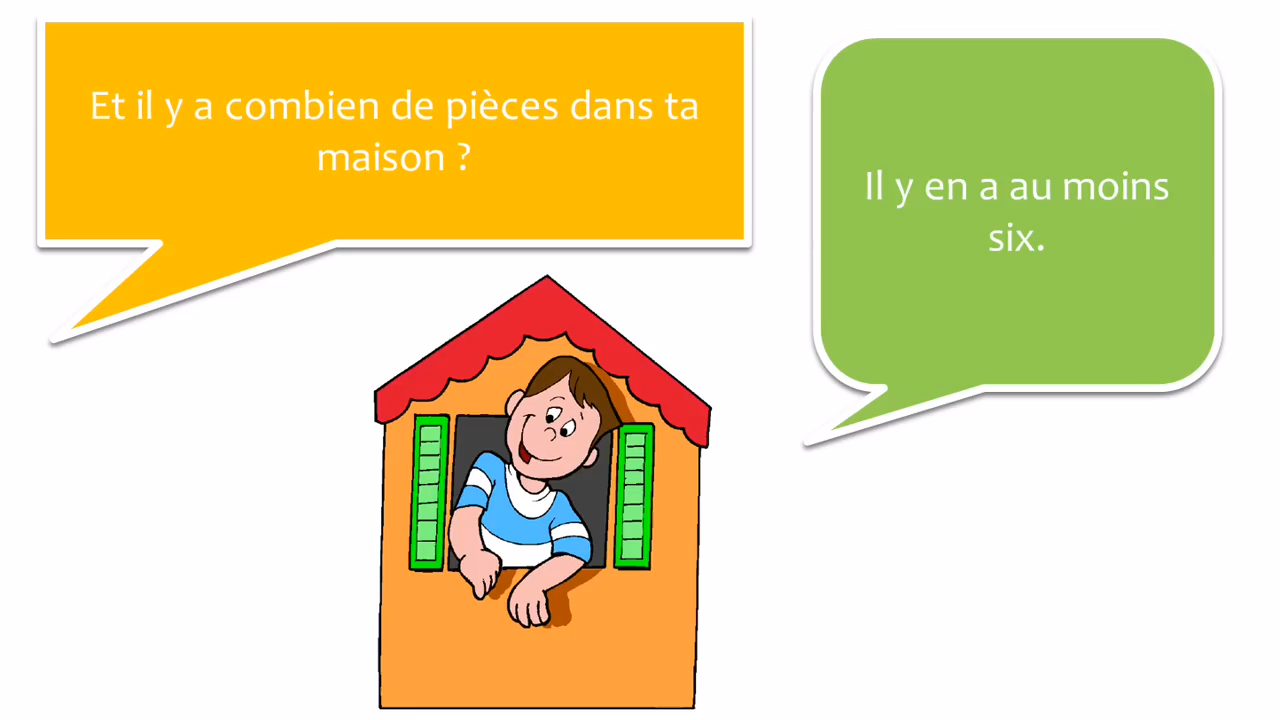 Et il y a combien de pièces dans ta
maison ?
Il y en a au moins
six.